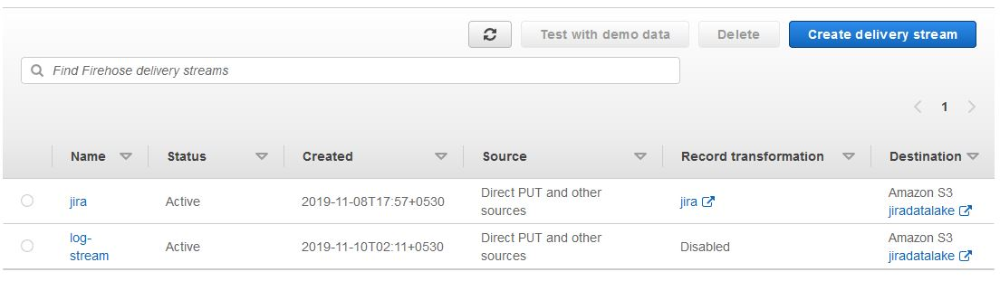 Test with demo data Delete Create delivery stream
Find Firehose delivery streams
1
Name Status Created Source Record transformation Destination
jira Active 2019-11-08T17:57+0530 Direct PUT and other sources jira Amazon S3 jiradatalake
log-stream Active 2019-11-10T02:11+0530 Direct PUT and other sources Disabled Amazon S3 jiradatalake